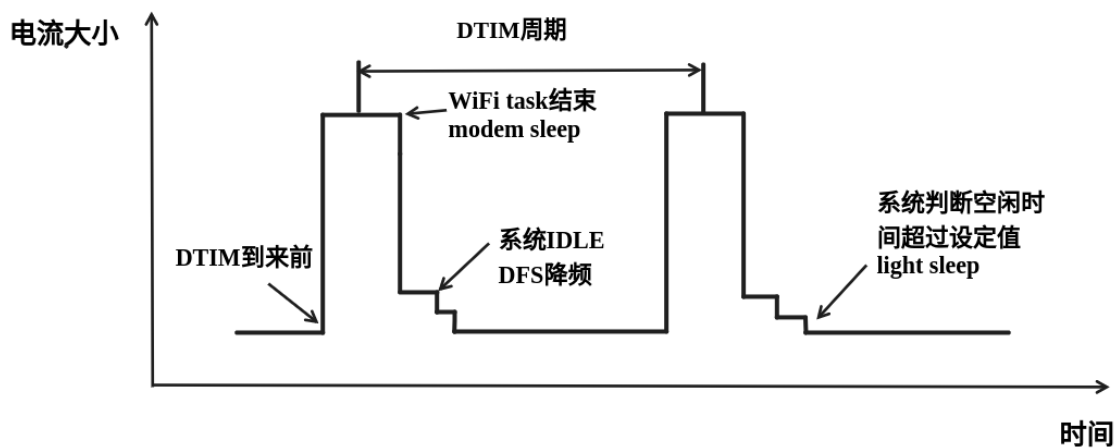 电流大小
DTIM周期
WiFi task结束
modem sleep
系统判断空闲时
间超过设定值
light sleep
系统IDLE
DFS降频
DTIM到来前
时间